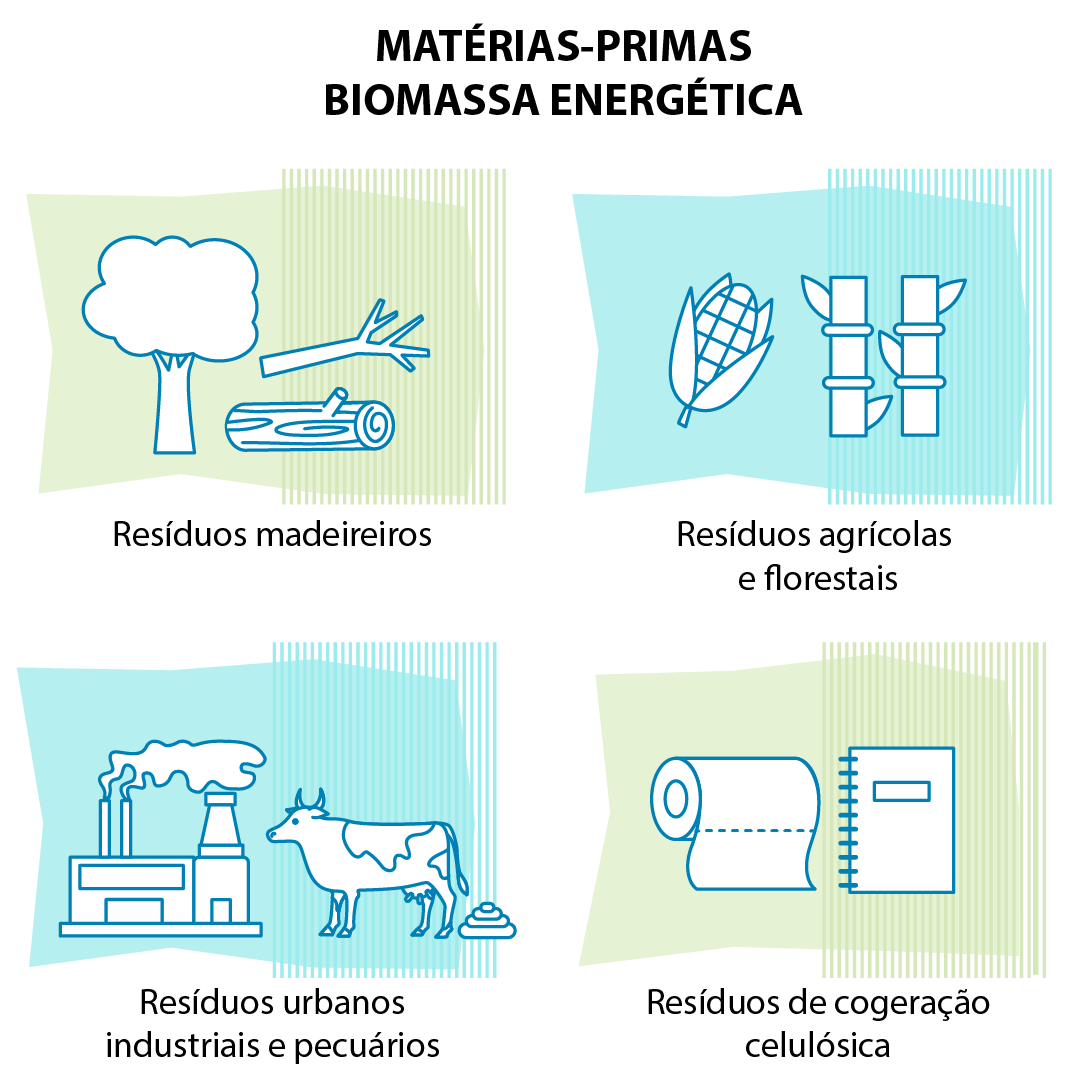 MATÉRIAS-PRIMAS
BIOMASSA ENERGÉTICA
Resíduos madeireiros
Resíduos agrícolas
e florestais
Resíduos urbanos
industriais e pecuários
Resíduos de cogeração
celulósica